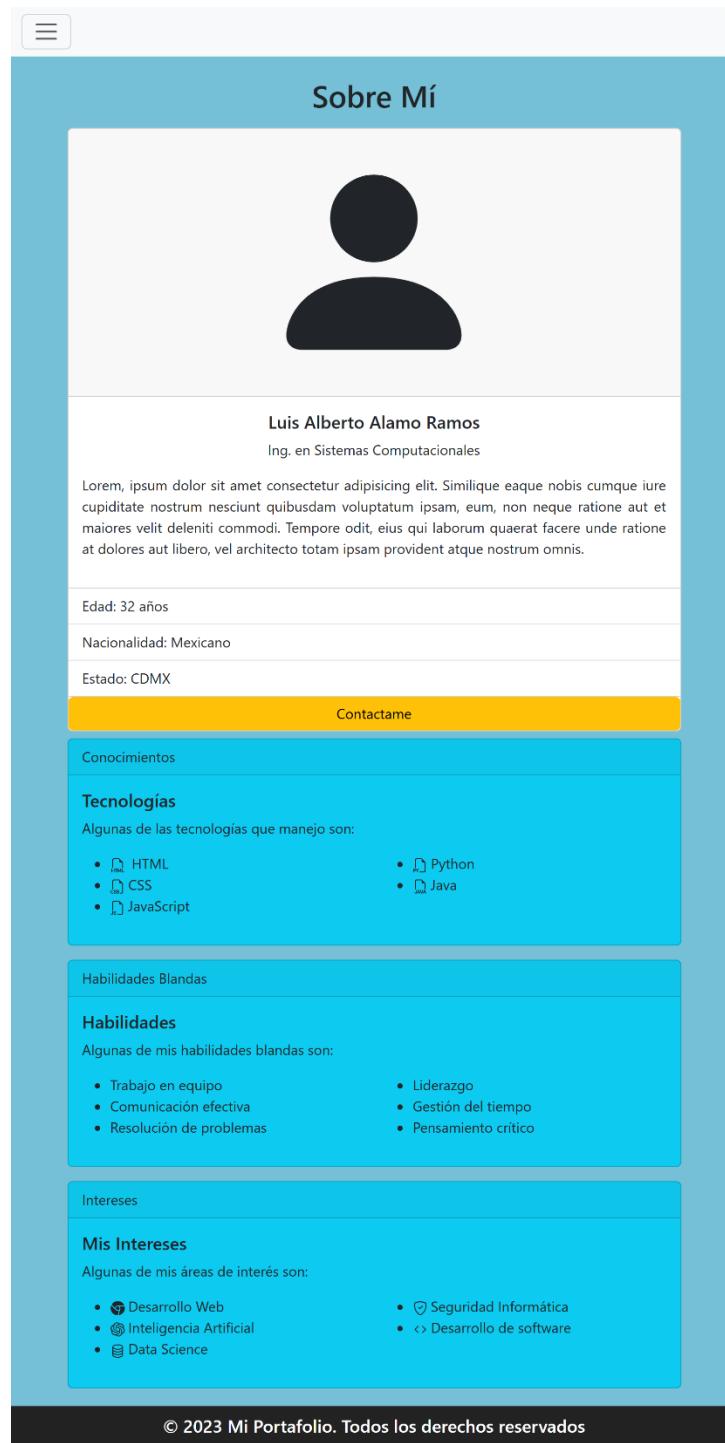 Sobre Mí
Luis Alberto Alamo Ramos
Ing. en Sistemas Computacionales
Lorem, ipsum dolor sit amet consectetur adipisicing elit. Similique eaque nobis cumque iure
cupiditate nostrum nesciunt quibusdam voluptatum ipsam, eum, non neque ratione aut et
maiores velit deleniti commodi. Tempore odit, eius qui laborum quaerat facere unde ratione
at dolores aut libero, vel architecto totam ipsam provident atque nostrum omnis.
Edad: 32 años
Nacionalidad: Mexicano
Estado: CDMX
Contactame
Conocimientos
Tecnologías
Algunas de las tecnologías que manejo son:
HTML
CSS
JavaScript
Python
Java
Habilidades Blandas
Habilidades
Algunas de mis habilidades blandas son:
Trabajo en equipo
Comunicación efectiva
Resolución de problemas
Liderazgo
Gestión del tiempo
Pensamiento crítico
Intereses
Mis Intereses
Algunas de mis áreas de interés son:
Desarrollo Web
Inteligencia Artificial
Data Science
Seguridad Informática
Desarrollo de software
© 2023 Mi Portafolio. Todos los derechos reservados